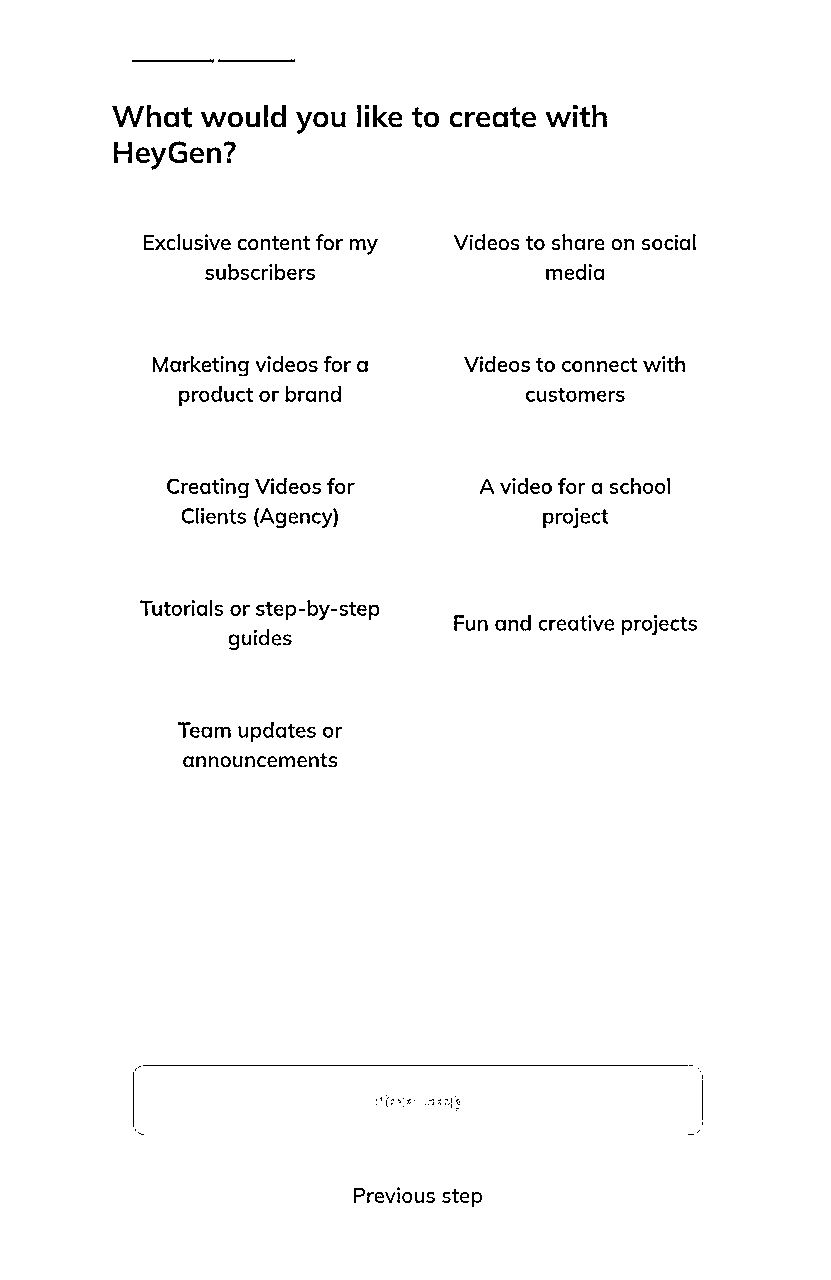 What would you like to create with
HeyGen?
Exclusive content for my
subscribers
Videos to share on social
media
Marketing videos for a
product or brand
Videos to connect with
customers
Creating Videos for
Clients (Agency)
A video for a school
project
Tutorials or step-by-step
guides
Fun and creative projects
Team updates or
announcements
Previous step